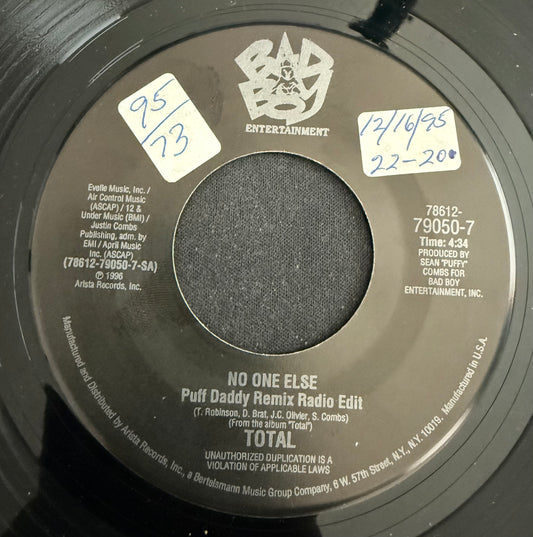 BAD
BOY
ENTERTAINMENT
95/73
12/16/95
22-20
Evelle Music, Inc. /
Air Control Music
(ASCAP) / 12 &
Under Music (BMI) /
Justin Combs
Publishing, adm. by
EMI / April Music
Inc. (ASCAP)
(78612-79050-7-SA)
Ⓟ 1996
Arista Records, Inc.
78612-
79050-7
Time: 4:34
PRODUCED BY
SEAN "PUFFY"
COMBS FOR
BAD BOY
ENTERTAINMENT, INC.
NO ONE ELSE
Puff Daddy Remix Radio Edit
(T. Robinson, D. Brat, J.C. Olivier, S. Combs)
(From the album "Total")
TOTAL
UNAUTHORIZED DUPLICATION IS A
VIOLATION OF APPLICABLE LAWS
Manufactured and Distributed by Arista Records, Inc., a Bertelsmann Music Group Company, 6 W. 57th Street, N.Y., N.Y. 10019. Manufactured in U.S.A.